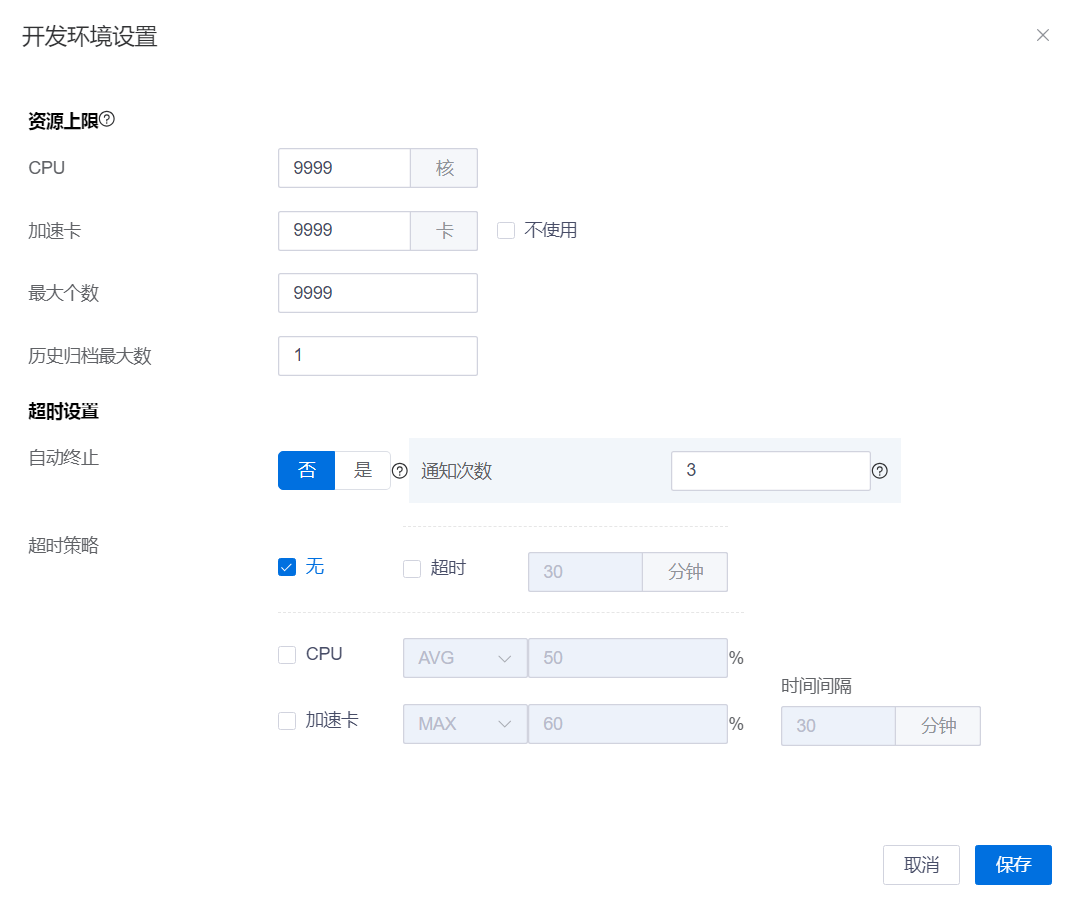 开发环境设置
资源上限
CPU 9999 核
加速卡 9999 卡 不使用
最大个数 9999
历史归档最大数 1
超时设置
自动终止 否 是 通知次数 3
超时策略 无 超时 30 分钟
CPU AVG 50 %
时间间隔
加速卡 MAX 60 % 30 分钟
取消 保存